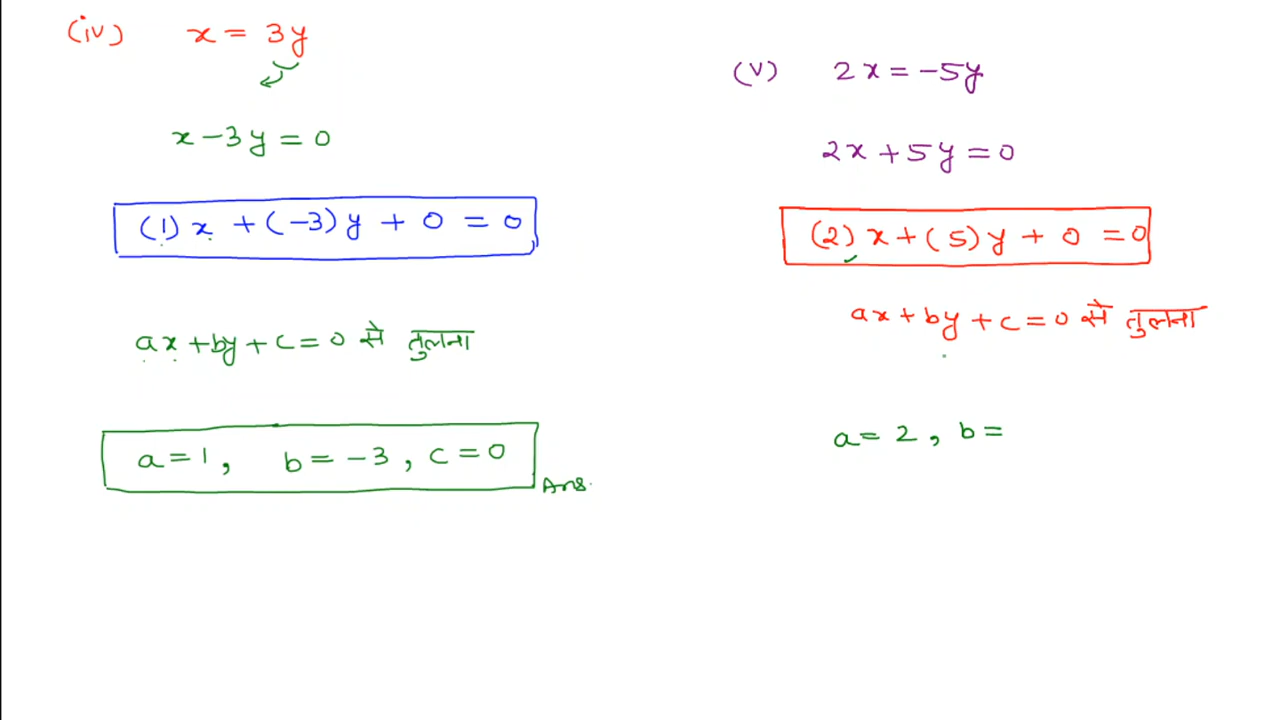 (iv) x = 3y
x - 3y = 0
(1) x + (-3) y + 0 = 0
ax + by + c = 0 से तुलना
a = 1, b = -3, c = 0
Ans.
(v) 2x = -5y
2x + 5y = 0
(2) x + (5) y + 0 = 0
ax + by + c = 0 से तुलना
a = 2, b =